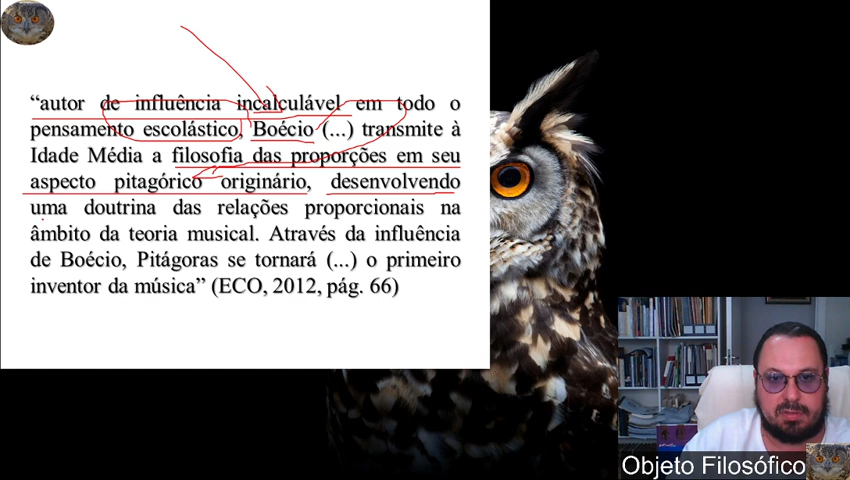 “autor de influência incalculável em todo o
pensamento escolástico, Boécio (...) transmite à
Idade Média a filosofia das proporções em seu
aspecto pitagórico originário, desenvolvendo
uma doutrina das relações proporcionais na
âmbito da teoria musical. Através da influência
de Boécio, Pitágoras se tornará (...) o primeiro
inventor da música” (ECO, 2012, pág. 66)
Objeto Filosófico